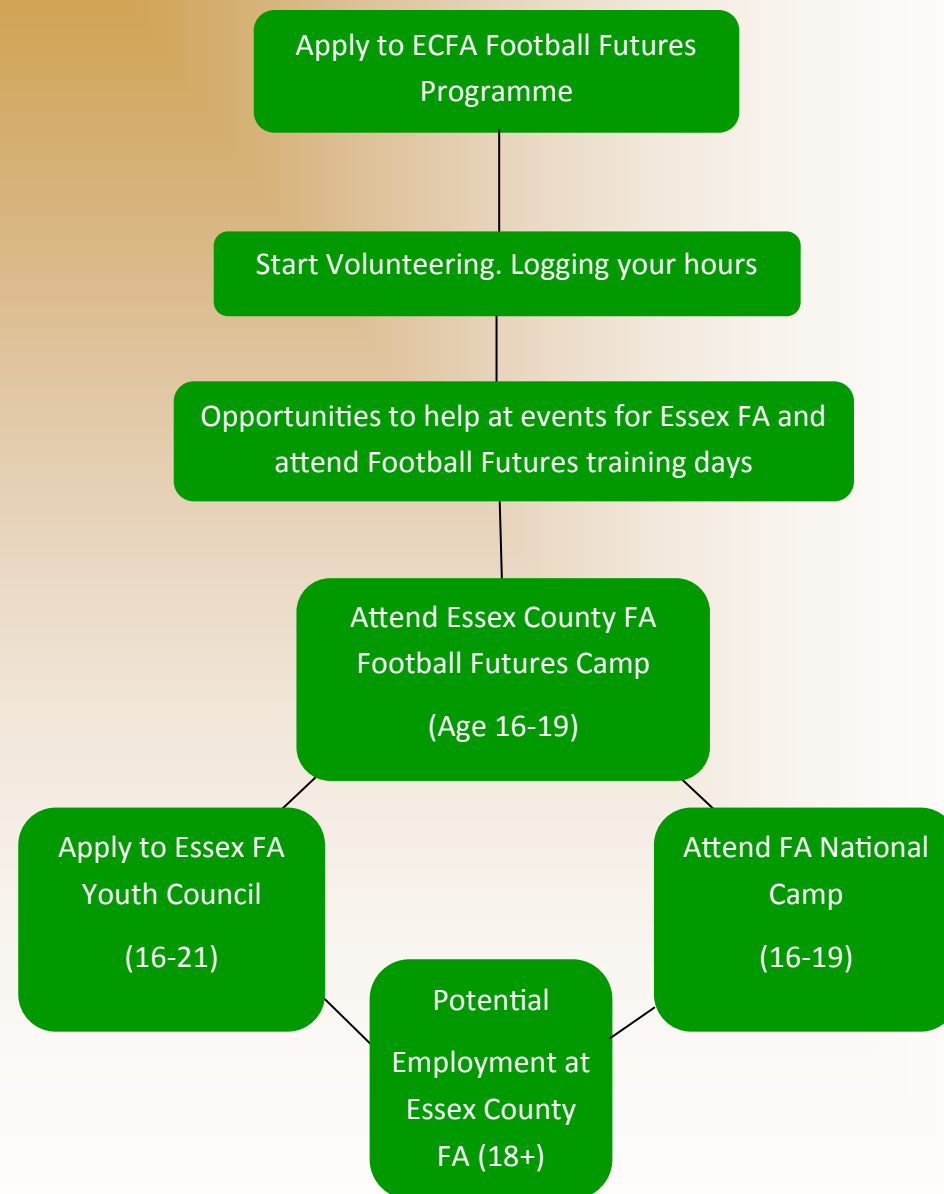 Apply to ECFA Football Futures
Programme
Start Volunteering. Logging your hours
Opportunities to help at events for Essex FA and
attend Football Futures training days
Attend Essex County FA
Football Futures Camp
(Age 16-19)
Apply to Essex FA
Youth Council
(16-21)
Attend FA National
Camp
(16-19)
Potential
Employment at
Essex County
FA (18+)